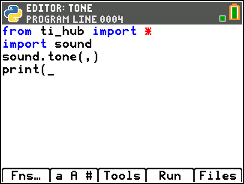 EDITOR: TONE
PROGRAM LINE 0004
from ti_hub import *
import sound
sound.tone(,)
print(_
Fns… a A # Tools Run Files